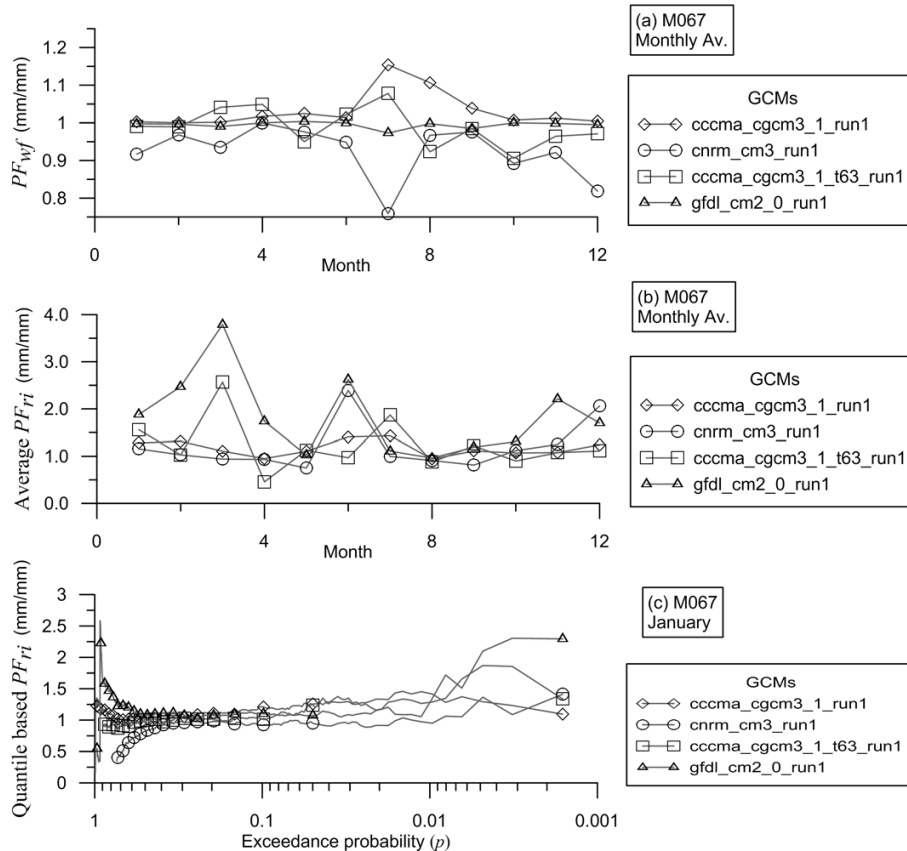 (a) M067
Monthly Av.
PFwf (mm/mm)
1.2
1.1
1
0.9
0.8
0
4
8
12
Month
GCMs
cccma_cgcm3_1_run1
cnrm_cm3_run1
cccma_cgcm3_1_t63_run1
gfdl_cm2_0_run1
(b) M067
Monthly Av.
Average PFri (mm/mm)
4.0
3.0
2.0
1.0
0.0
0
4
8
12
Month
GCMs
cccma_cgcm3_1_run1
cnrm_cm3_run1
cccma_cgcm3_1_t63_run1
gfdl_cm2_0_run1
(c) M067
January
Quantile based PFri (mm/mm)
3
2.5
2
1.5
1
0.5
0
1
0.1
0.01
0.001
Exceedance probability (p)
GCMs
cccma_cgcm3_1_run1
cnrm_cm3_run1
cccma_cgcm3_1_t63_run1
gfdl_cm2_0_run1